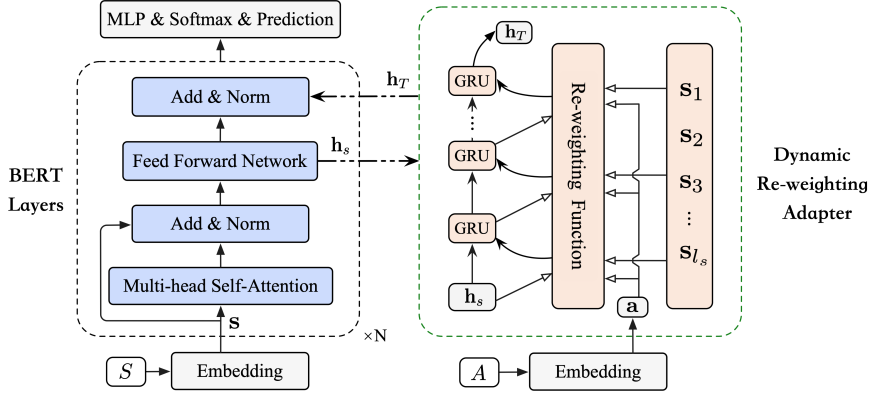 MLP & Softmax & Prediction
Add & Norm
Feed Forward Network
Add & Norm
Multi-head Self-Attention
s
Embedding
S
BERT
Layers
×N
h_T
h_s
h_T
GRU
...
GRU
GRU
h_s
Re-weighting Function
s_1
s_2
s_3
...
s_{l_s}
a
A
Embedding
Dynamic
Re-weighting
Adapter